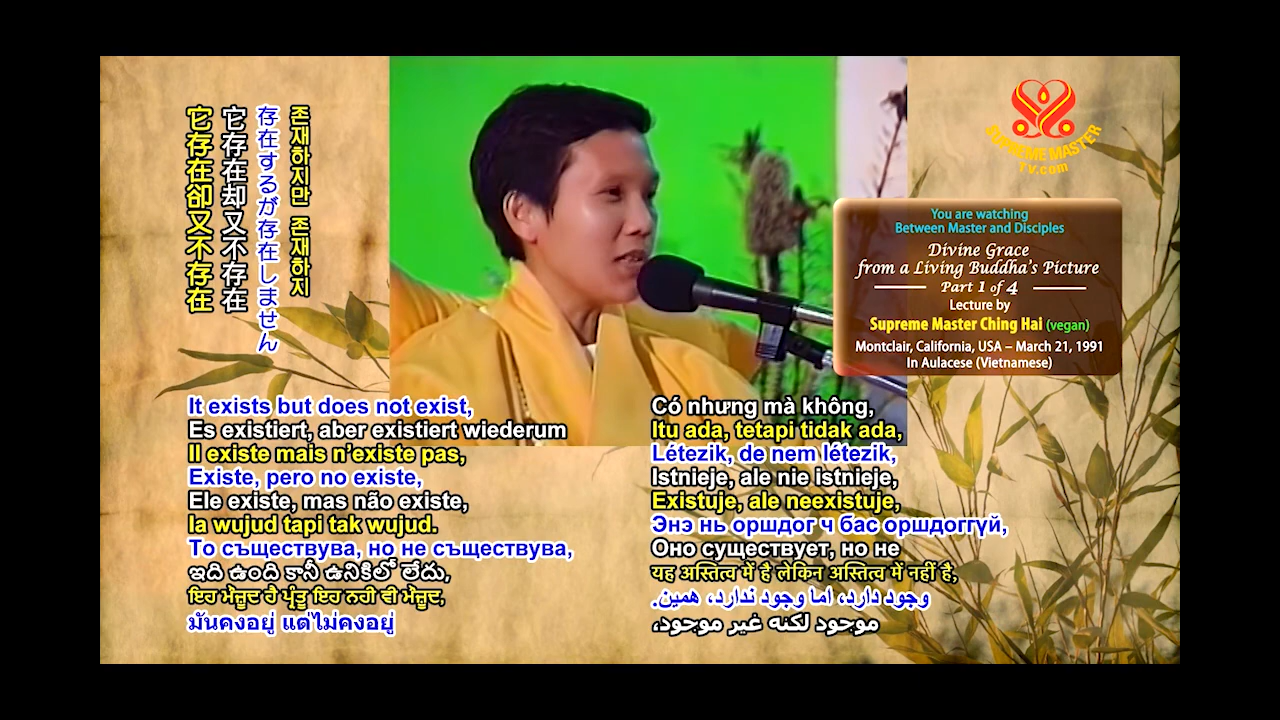 존재하지만 존재하지
存在するが存在しません
它存在却又不存在
它存在卻又不存在
SUPREME MASTER
TV.com
You are watching
Between Master and Disciples
Divine Grace
from a Living Buddha's Picture
Part 1 of 4
Lecture by
Supreme Master Ching Hai (vegan)
Montclair, California, USA – March 21, 1991
In Aulacese (Vietnamese)
It exists but does not exist,
Es existiert, aber existiert wiederum
Il existe mais n'existe pas,
Existe, pero no existe,
Ele existe, mas não existe,
Ia wujud tapi tak wujud.
То съществува, но не съществува,
ఇది ఉంది కానీ ఉనికిలో లేదు,
ਇਹ ਮੌਜੂਦ ਹੈ ਪ੍ਰੰਤੂ ਇਹ ਨਹੀਂ ਵੀ ਮੌਜੂਦ,
มันคงอยู่ แต่ไม่คงอยู่
Có nhưng mà không,
Itu ada, tetapi tidak ada,
Létezik, de nem létezik,
Istnieje, ale nie istnieje,
Existuje, ale neexistuje,
Энэ нь оршдог ч бас оршдоггүй,
Оно существует, но не
यह अस्तित्व में है लेकिन अस्तित्व में नहीं है,
وجود دارد، اما وجود ندارد، همین.
موجود لكنه غير موجود،